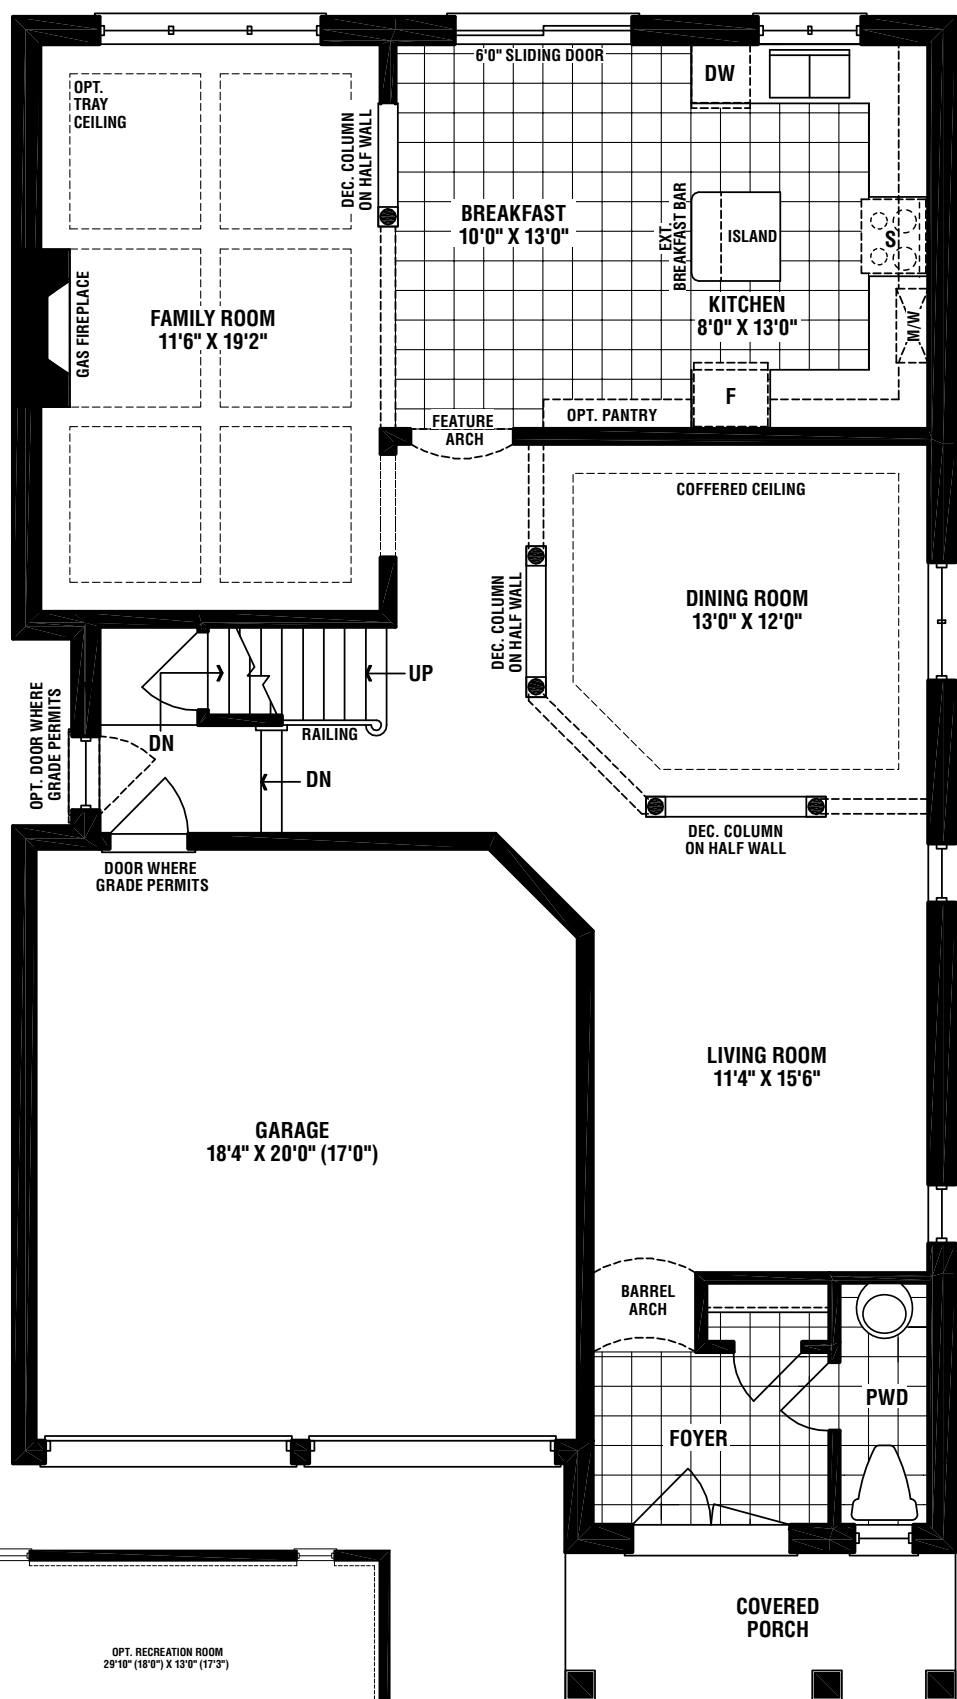 6'0" SLIDING DOOR
DW
OPT.
TRAY
CEILING
DEC. COLUMN
ON HALF WALL
BREAKFAST
10'0" X 13'0"
EXT.
BREAKFAST BAR
ISLAND
S
GAS FIREPLACE
FAMILY ROOM
11'6" X 19'2"
KITCHEN
8'0" X 13'0"
M/W
F
OPT. PANTRY
FEATURE
ARCH
COFFERED CEILING
DEC. COLUMN
ON HALF WALL
DINING ROOM
13'0" X 12'0"
UP
OPT. DOOR WHERE
GRADE PERMITS
DN
RAILING
DN
DEC. COLUMN
ON HALF WALL
DOOR WHERE
GRADE PERMITS
LIVING ROOM
11'4" X 15'6"
GARAGE
18'4" X 20'0" (17'0")
BARREL
ARCH
PWD
FOYER
COVERED
PORCH
OPT. RECREATION ROOM
29'10" (18'0") X 13'0" (17'3")